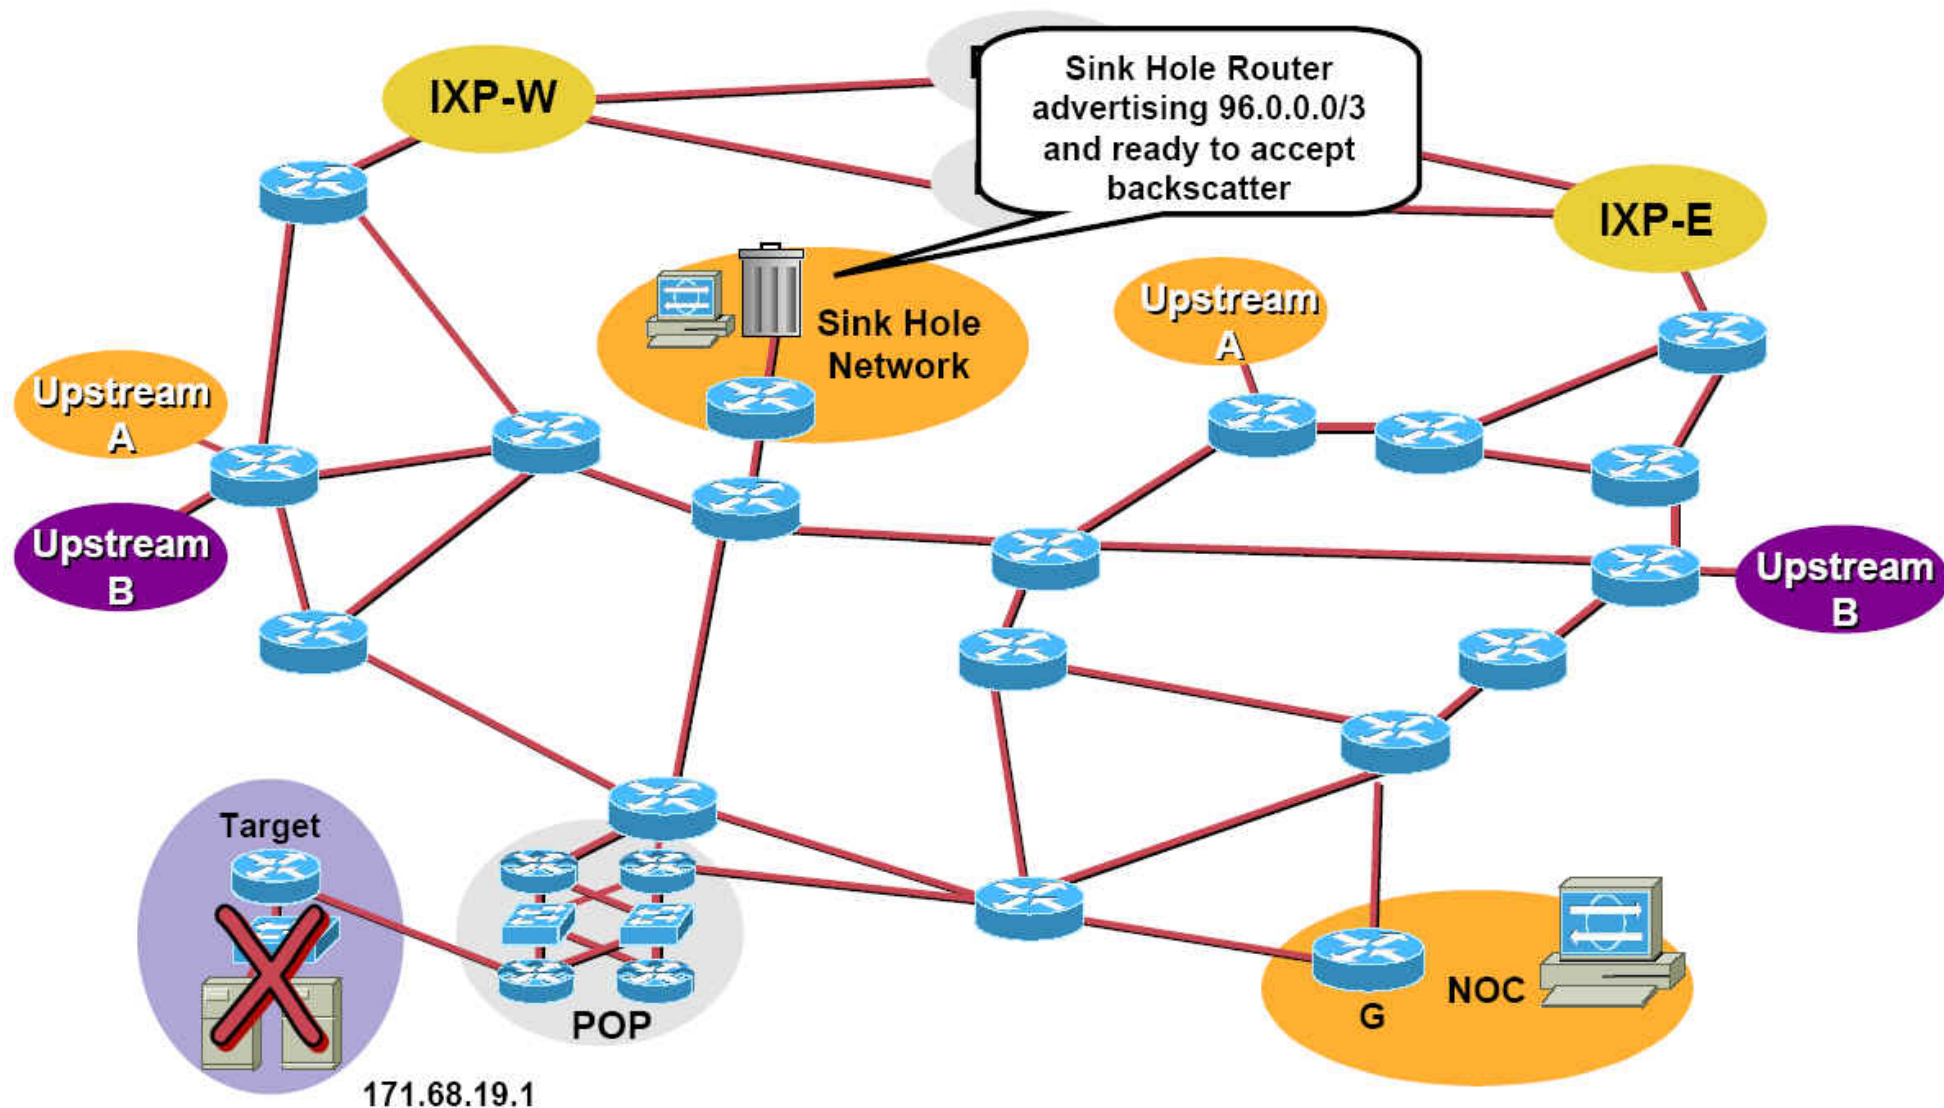 IXP-W
Sink Hole Router
advertising 96.0.0.0/3
and ready to accept
backscatter
IXP-E
Upstream
A
Sink Hole
Network
Upstream
A
Upstream
B
Upstream
B
Target
POP
NOC
G
171.68.19.1